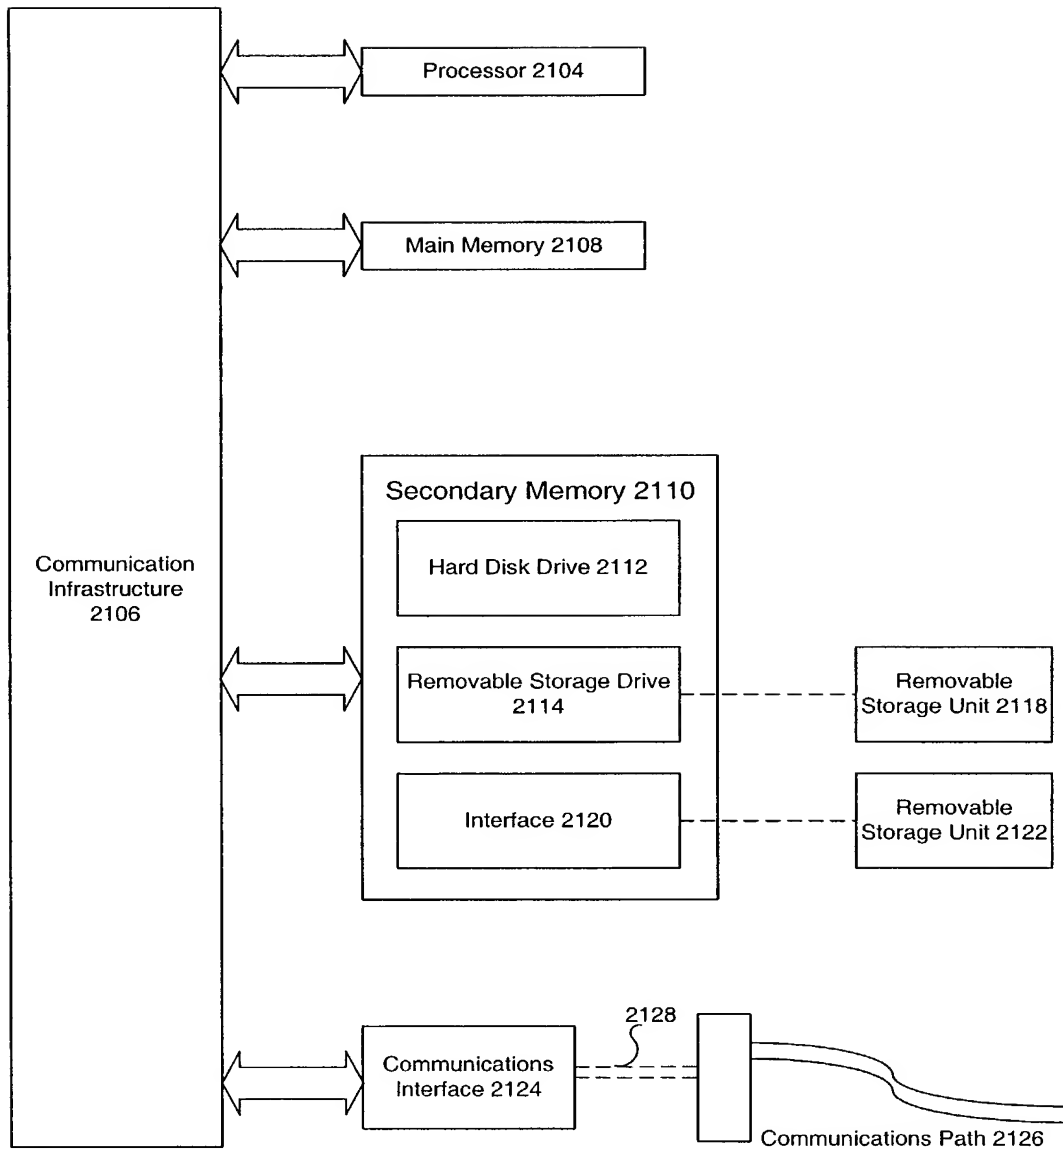 Processor 2104
Main Memory 2108
Communication
Infrastructure
2106
Secondary Memory 2110
Hard Disk Drive 2112
Removable Storage Drive
2114
Removable
Storage Unit 2118
Interface 2120
Removable
Storage Unit 2122
2128
Communications
Interface 2124
Communications Path 2126